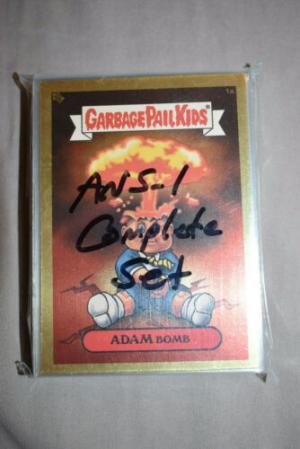 1a
GARBAGE PAIL KIDS
ANS-1
Complete
Set
ADAM BOMB